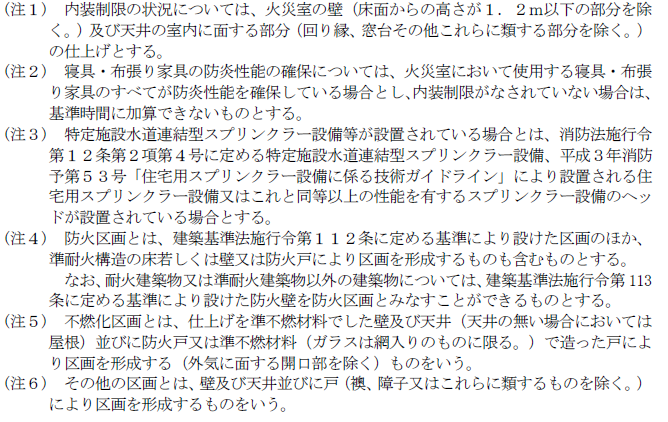 （注１）　内装制限の状況については、火災室の壁（床面からの高さが１．２ｍ以下の部分を除
く。）及び天井の室内に面する部分（回り縁、窓台その他これらに類する部分を除く。）
の仕上げとする。
（注２）　寝具・布張り家具の防炎性能の確保については、火災室において使用する寝具・布張
り家具のすべてが防炎性能を確保している場合とし、内装制限がなされていない場合は、
基準時間に加算できないものとする。
（注３）　特定施設水道連結型スプリンクラー設備等が設置されている場合とは、消防法施行令
第１２条第２項第４号に定める特定施設水道連結型スプリンクラー設備、平成３年消防
予第５３号「住宅用スプリンクラー設備に係る技術ガイドライン」により設置される住
宅用スプリンクラー設備又はこれと同等以上の性能を有するスプリンクラー設備のヘッ
ドが設置されている場合とする。
（注４）　防火区画とは、建築基準法施行令第１１２条に定める基準により設けた区画のほか、
準耐火構造の床若しくは壁又は防火戸により区画を形成するものも含むものとする。
なお、耐火建築物又は準耐火建築物以外の建築物については、建築基準法施行令第 113
条に定める基準により設けた防火壁を防火区画とみなすことができるものとする。
（注５）　不燃化区画とは、仕上げを準不燃材料でした壁及び天井（天井の無い場合においては
屋根）並びに防火戸又は準不燃材料（ガラスは網入りのものに限る。）で造った戸によ
り区画を形成する（外気に面する開口部を除く）ものをいう。
（注６）　その他の区画とは、壁及び天井並びに戸（襖、障子又はこれらに類するものを除く。）
により区画を形成するものをいう。